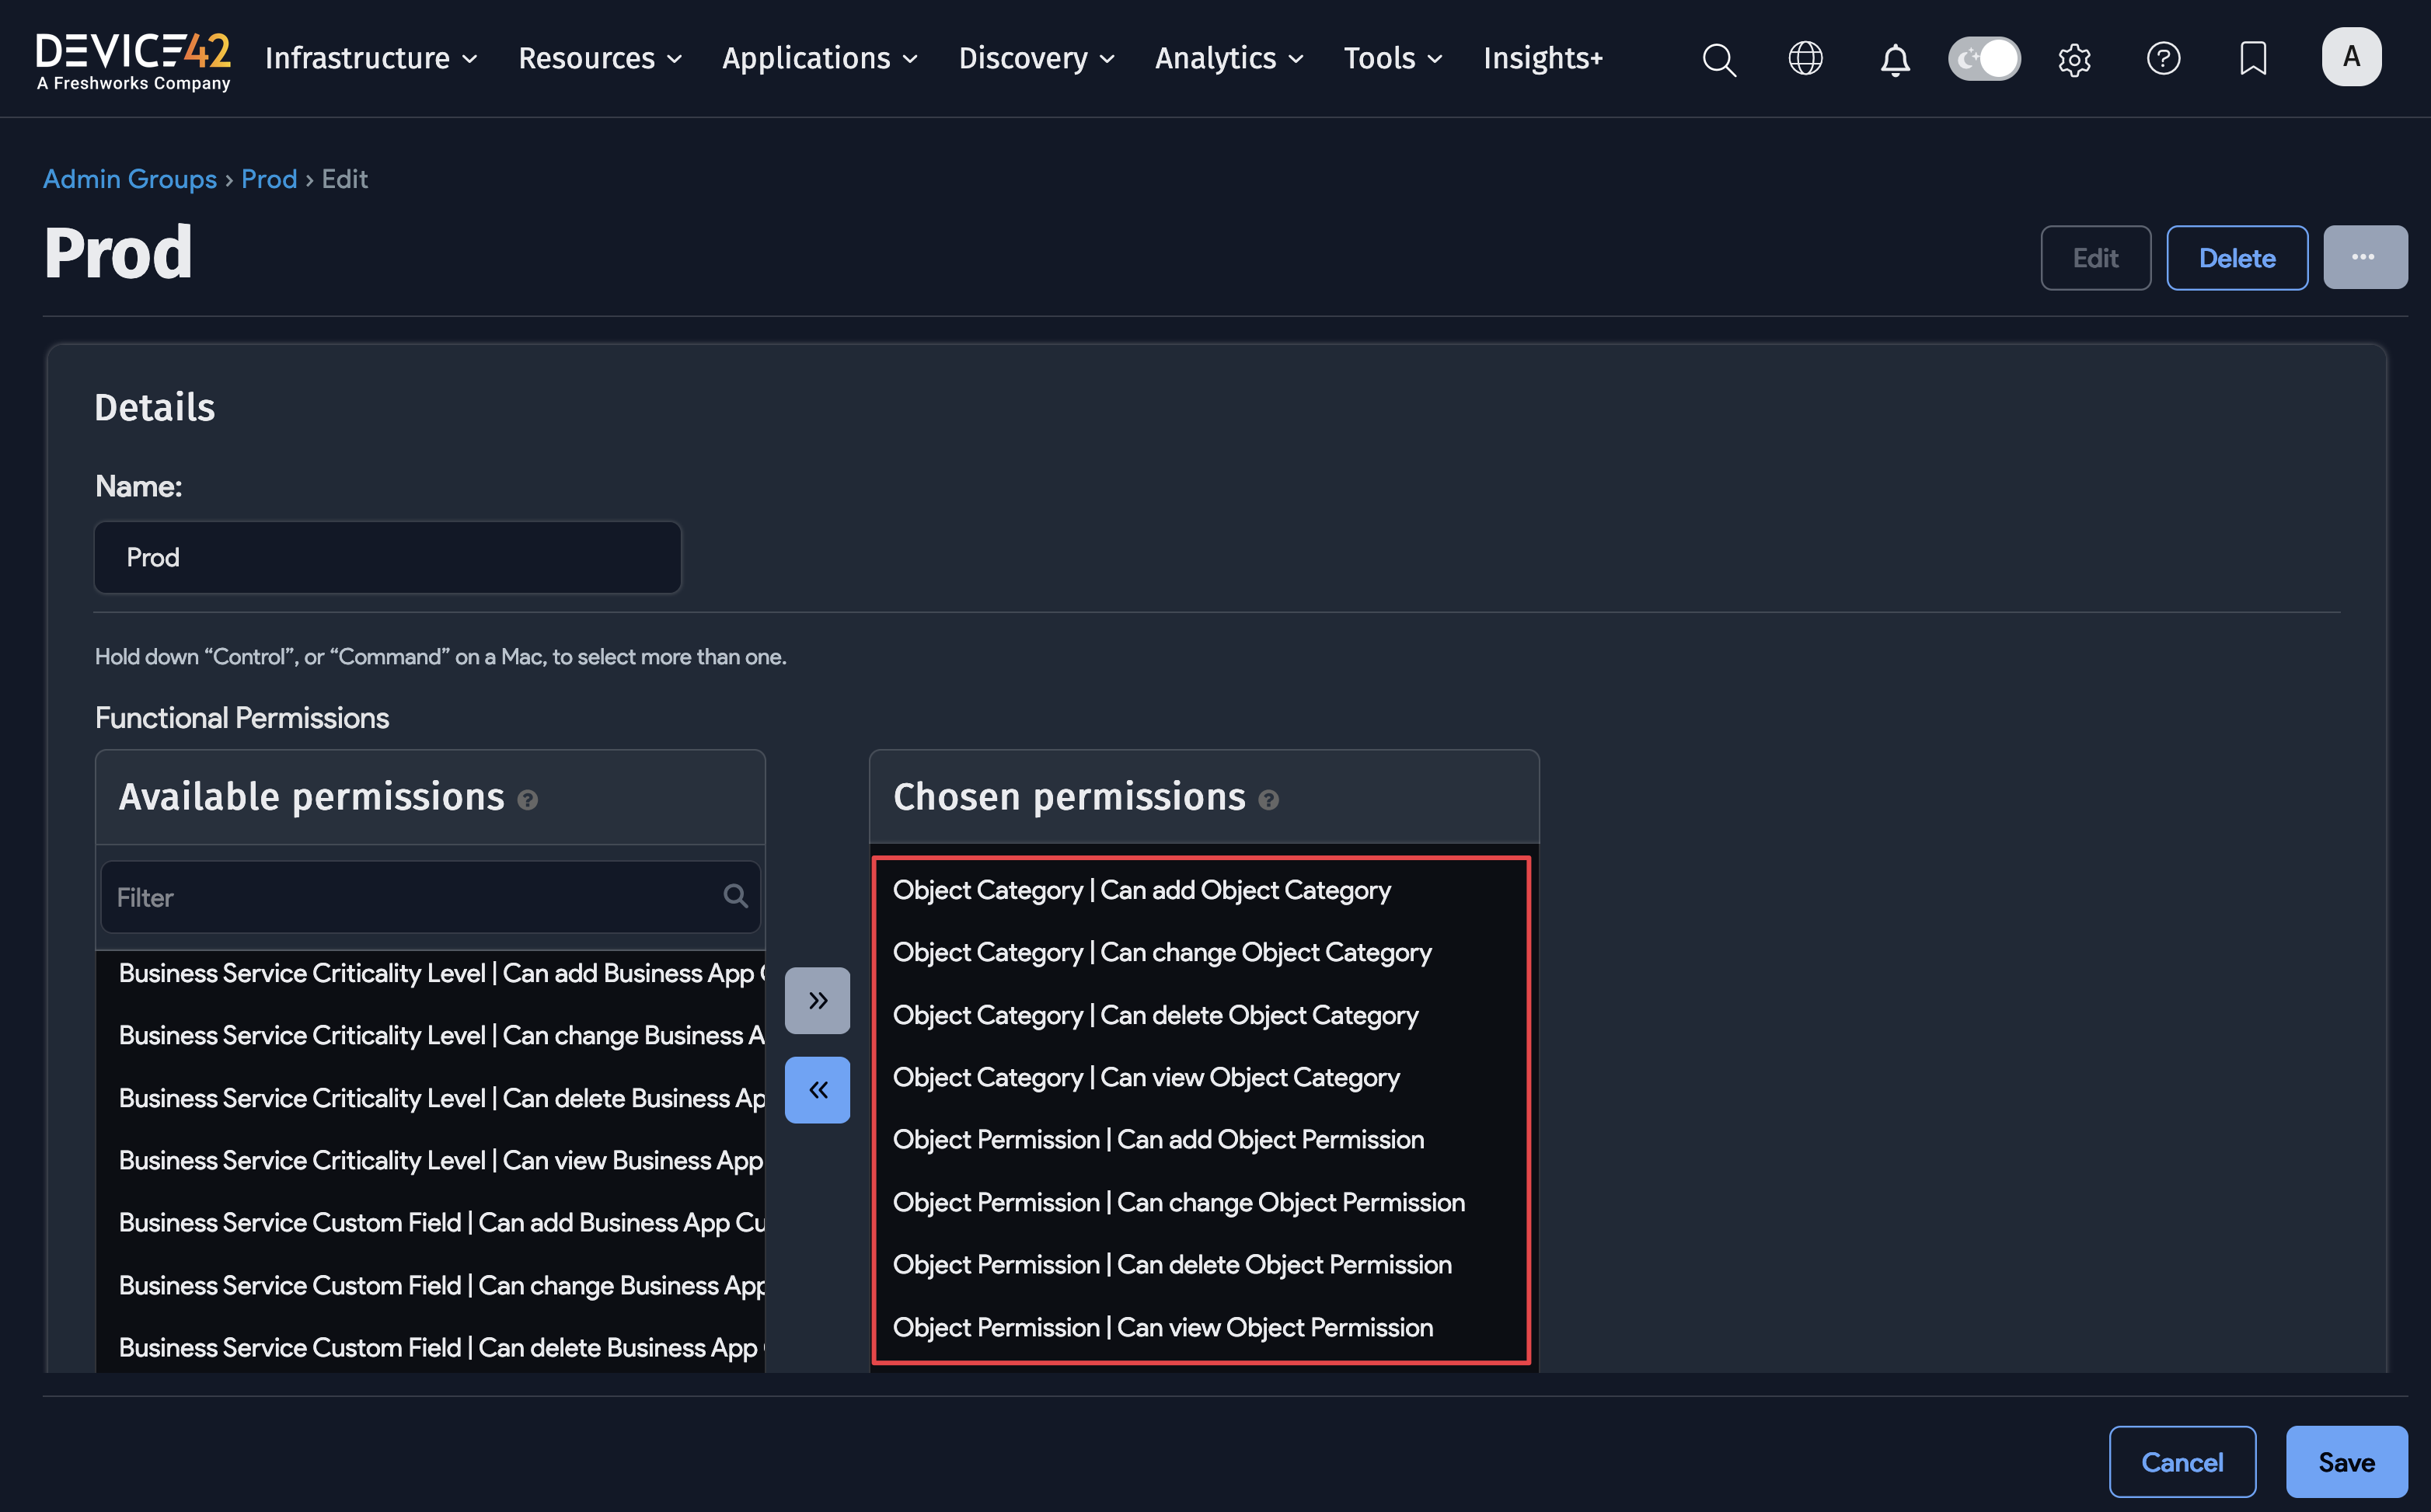 DEVICE42
A Freshworks Company
Infrastructure Resources Applications Discovery Analytics Tools Insights+
A
Admin Groups › Prod › Edit
Prod
Edit Delete ...
Details
Name:
Prod
Hold down “Control”, or “Command” on a Mac, to select more than one.
Functional Permissions
Available permissions ?
Filter
Business Service Criticality Level | Can add Business App
Business Service Criticality Level | Can change Business A
Business Service Criticality Level | Can delete Business Ap
Business Service Criticality Level | Can view Business App
Business Service Custom Field | Can add Business App Cu
Business Service Custom Field | Can change Business App
Business Service Custom Field | Can delete Business App
Chosen permissions ?
Object Category | Can add Object Category
Object Category | Can change Object Category
Object Category | Can delete Object Category
Object Category | Can view Object Category
Object Permission | Can add Object Permission
Object Permission | Can change Object Permission
Object Permission | Can delete Object Permission
Object Permission | Can view Object Permission
Cancel Save